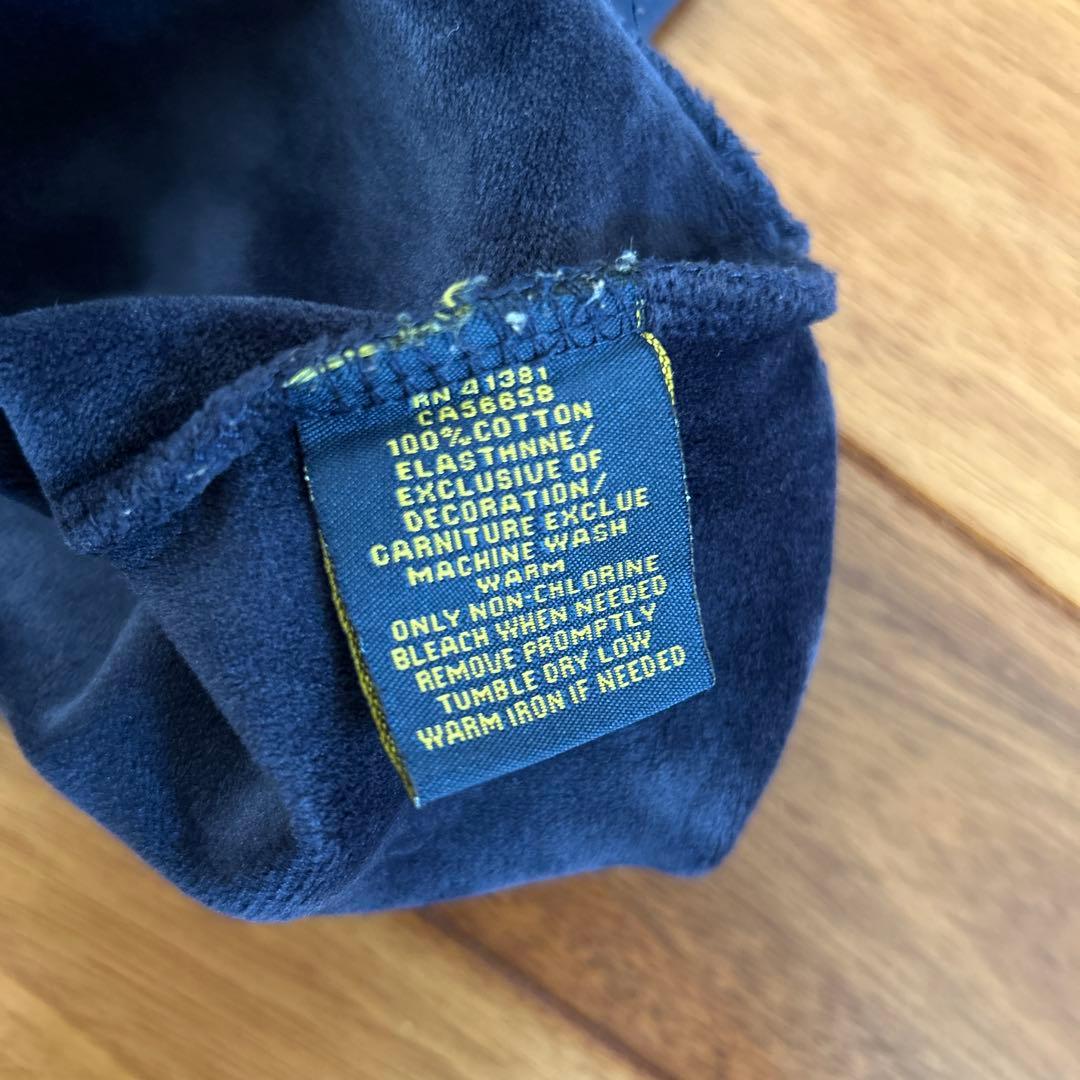 RN 41381
CA56658
100% COTTON
ELASTHNNE/
EXCLUSIVE OF
DECORATION/
GARNITURE EXCLUE
MACHINE WASH
WARM
ONLY NON-CHLORINE
BLEACH WHEN NEEDED
REMOVE PROMPTLY
TUMBLE DRY LOW
WARM IRON IF NEEDED